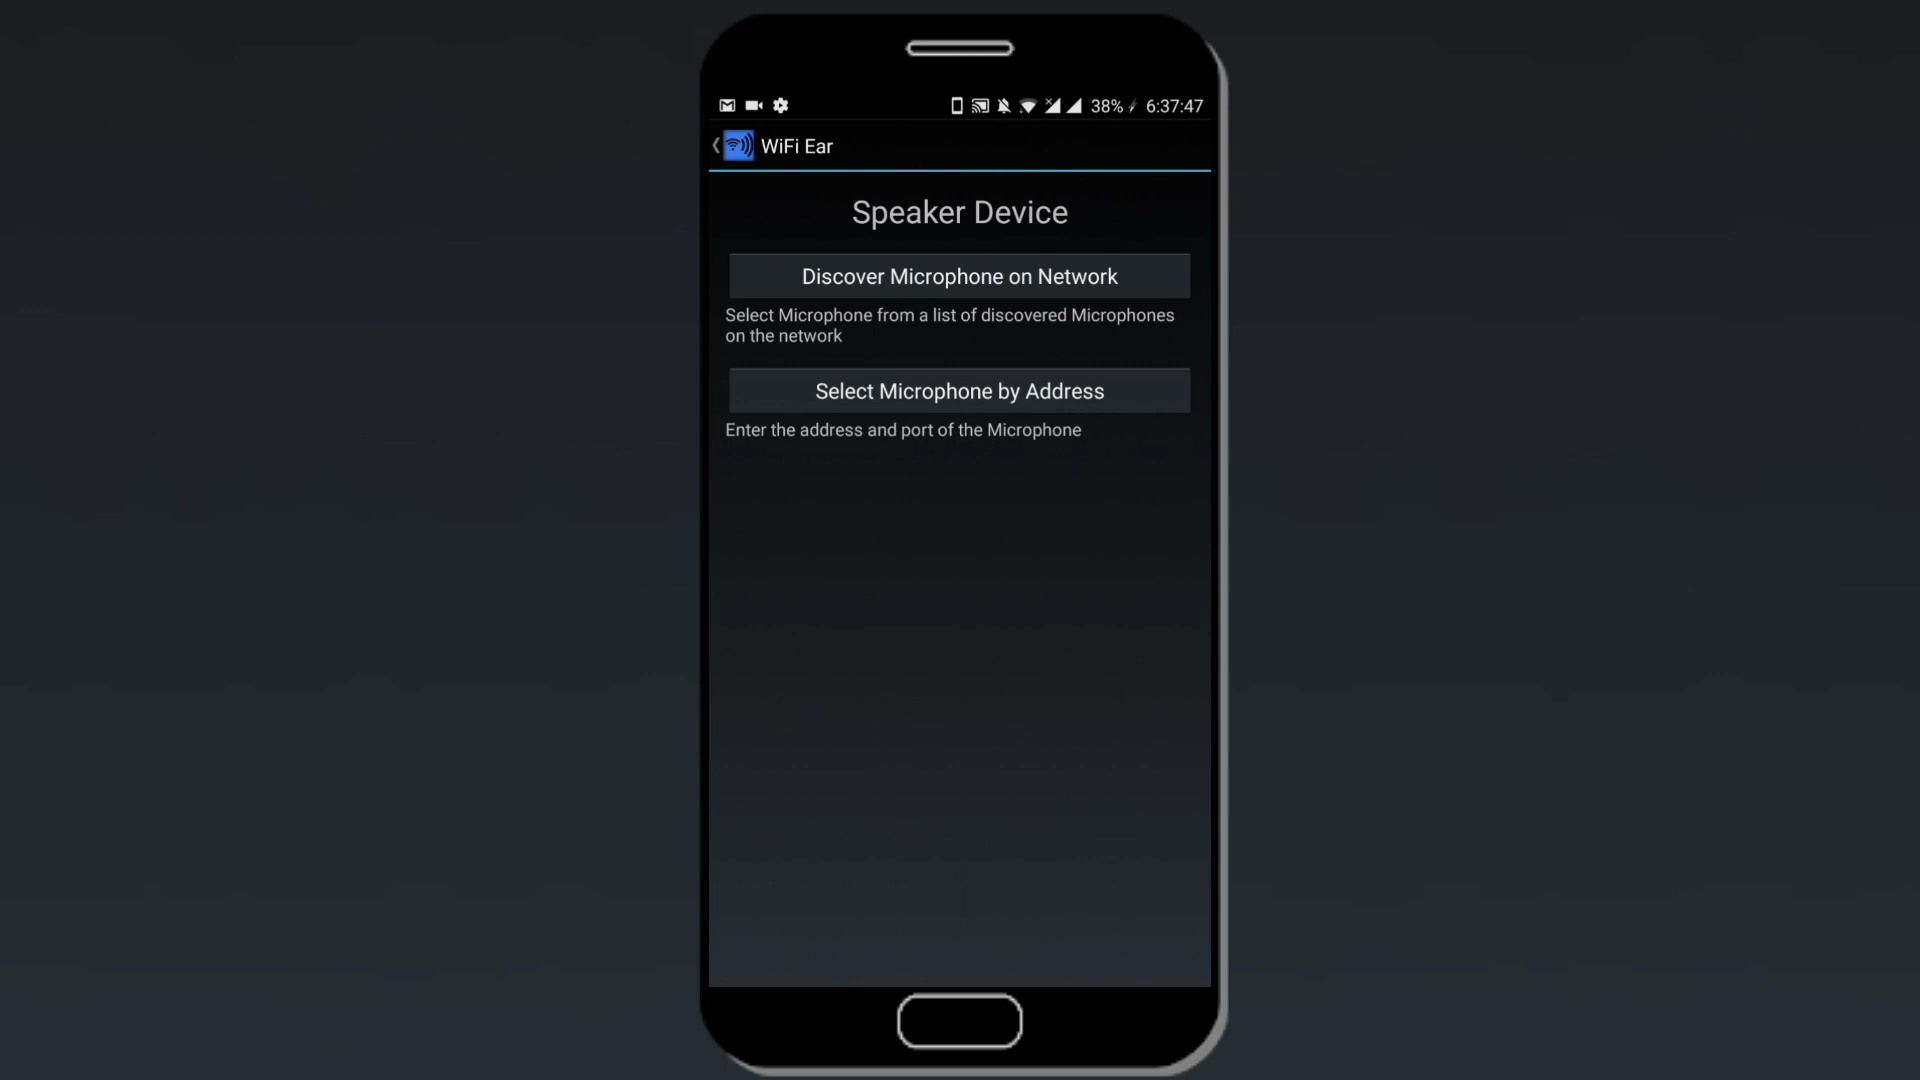 38% 6:37:47
WiFi Ear
Speaker Device
Discover Microphone on Network
Select Microphone from a list of discovered Microphones
on the network
Select Microphone by Address
Enter the address and port of the Microphone